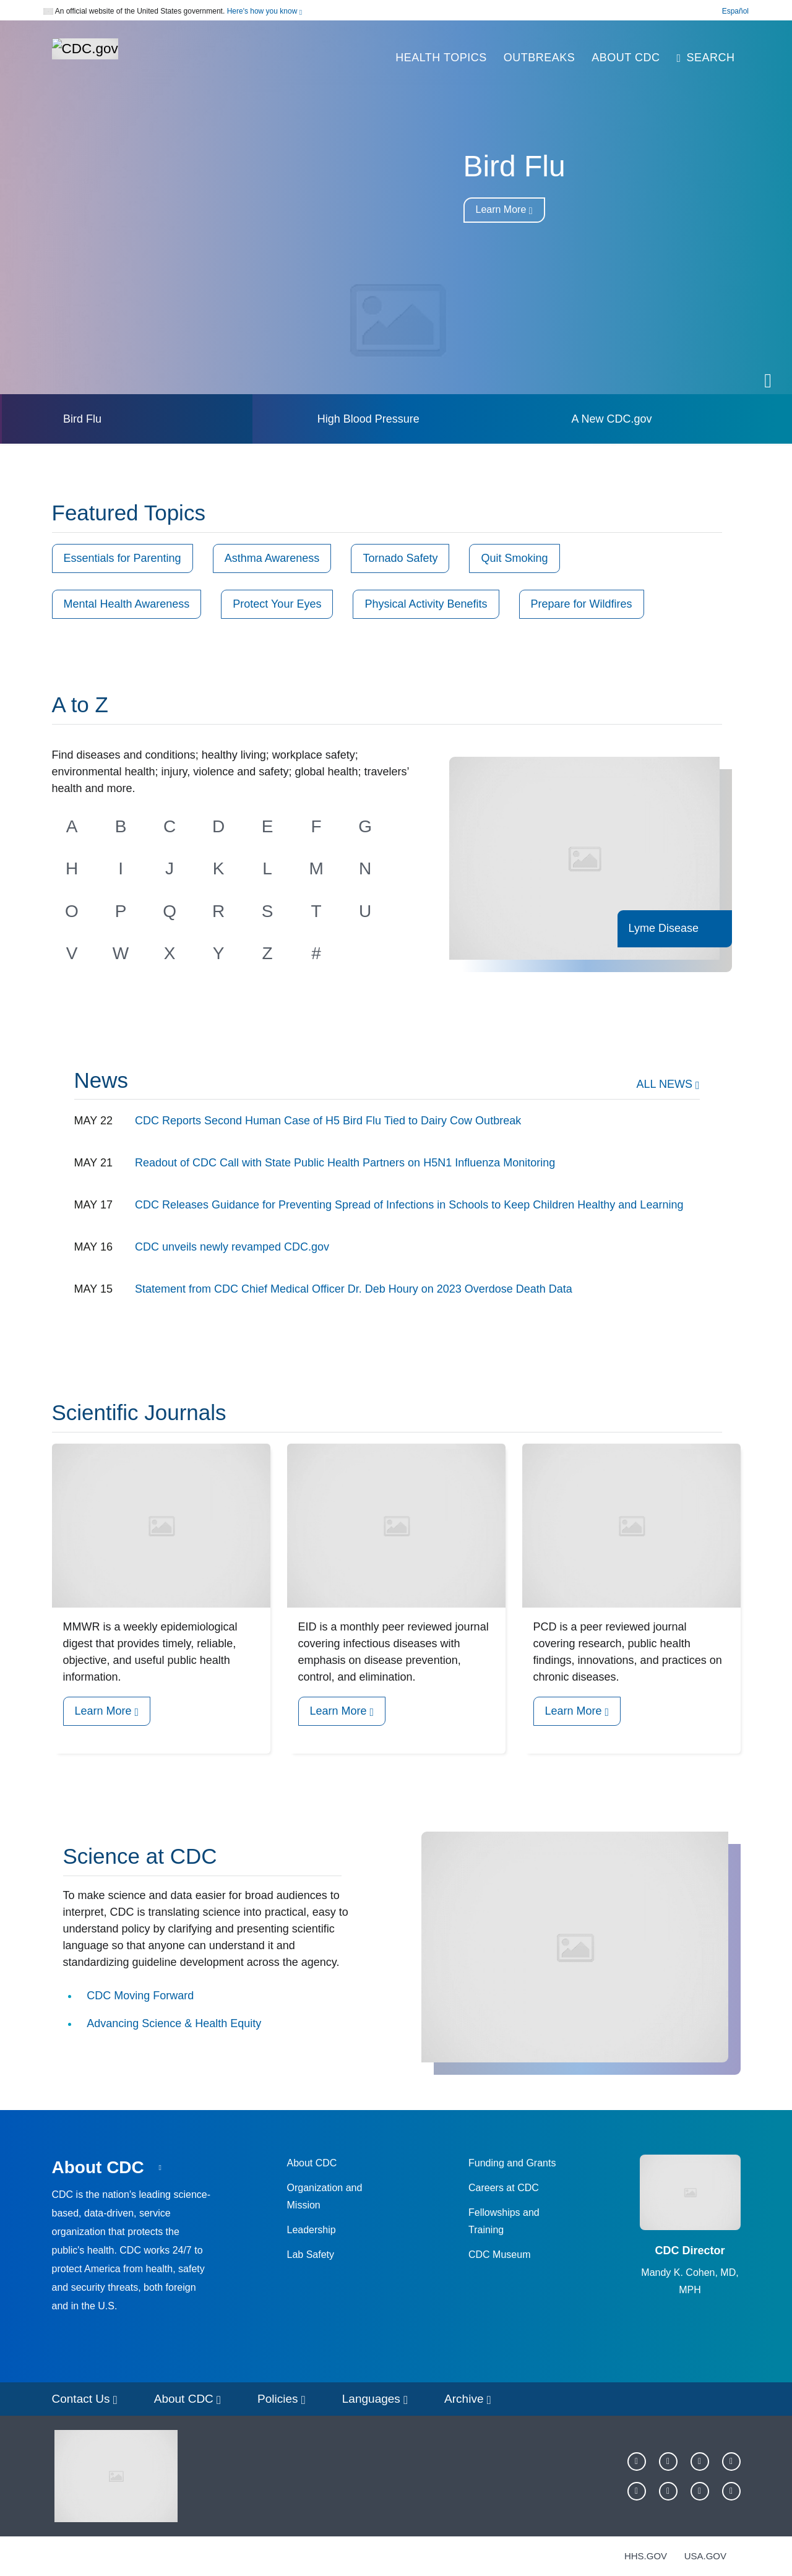 An official website of the United States government. Here's how you know
Español
CDC.gov
HEALTH TOPICS OUTBREAKS ABOUT CDC SEARCH
Bird Flu
Learn More
Bird Flu
High Blood Pressure
A New CDC.gov
Featured Topics
Essentials for Parenting
Asthma Awareness
Tornado Safety
Quit Smoking
Mental Health Awareness
Protect Your Eyes
Physical Activity Benefits
Prepare for Wildfires
A to Z
Find diseases and conditions; healthy living; workplace safety;
environmental health; injury, violence and safety; global health; travelers’
health and more.
A B C D E F G
H I J K L M N
O P Q R S T U
V W X Y Z #
Lyme Disease
News
ALL NEWS
MAY 22 CDC Reports Second Human Case of H5 Bird Flu Tied to Dairy Cow Outbreak
MAY 21 Readout of CDC Call with State Public Health Partners on H5N1 Influenza Monitoring
MAY 17 CDC Releases Guidance for Preventing Spread of Infections in Schools to Keep Children Healthy and Learning
MAY 16 CDC unveils newly revamped CDC.gov
MAY 15 Statement from CDC Chief Medical Officer Dr. Deb Houry on 2023 Overdose Death Data
Scientific Journals
MMWR is a weekly epidemiological
digest that provides timely, reliable,
objective, and useful public health
information.
Learn More
EID is a monthly peer reviewed journal
covering infectious diseases with
emphasis on disease prevention,
control, and elimination.
Learn More
PCD is a peer reviewed journal
covering research, public health
findings, innovations, and practices on
chronic diseases.
Learn More
Science at CDC
To make science and data easier for broad audiences to
interpret, CDC is translating science into practical, easy to
understand policy by clarifying and presenting scientific
language so that anyone can understand it and
standardizing guideline development across the agency.
CDC Moving Forward
Advancing Science & Health Equity
About CDC
CDC is the nation's leading science-
based, data-driven, service
organization that protects the
public's health. CDC works 24/7 to
protect America from health, safety
and security threats, both foreign
and in the U.S.
About CDC
Organization and
Mission
Leadership
Lab Safety
Funding and Grants
Careers at CDC
Fellowships and
Training
CDC Museum
CDC Director
Mandy K. Cohen, MD,
MPH
Contact Us
About CDC
Policies
Languages
Archive
HHS.GOV
USA.GOV